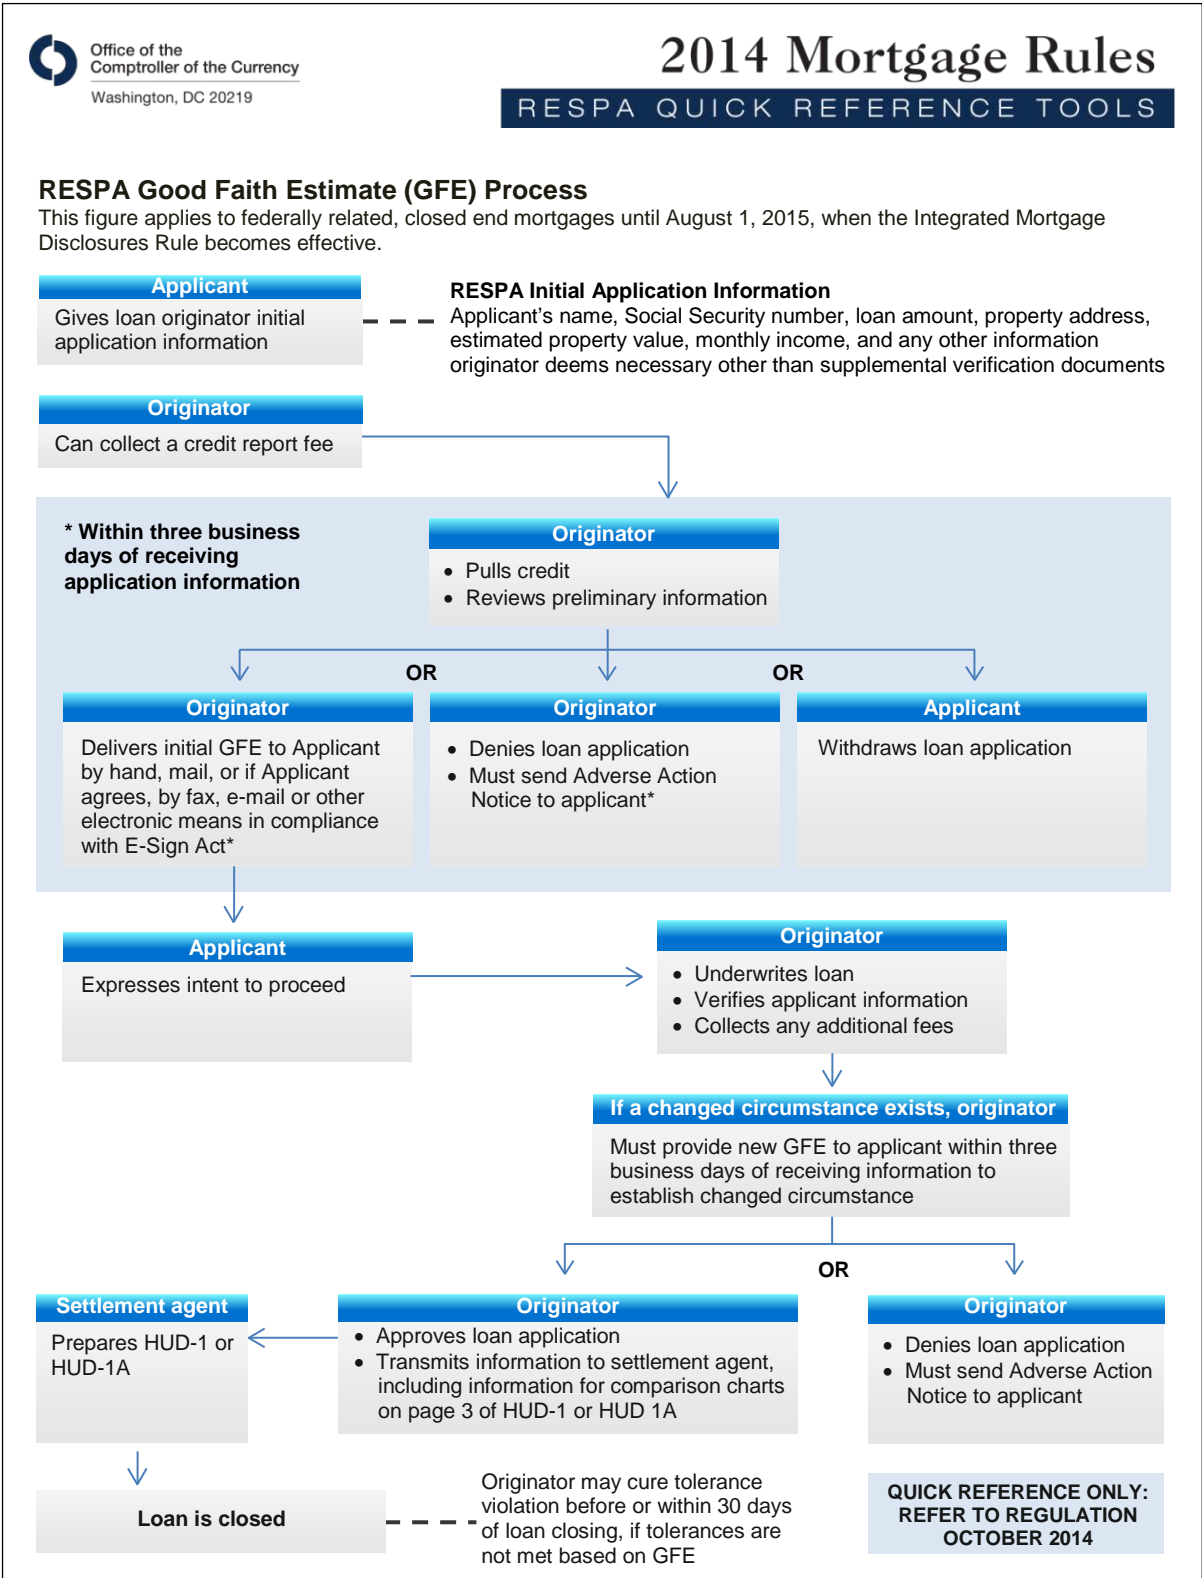 Office of the
Comptroller of the Currency
Washington, DC 20219
2014 Mortgage Rules
RESPA QUICK REFERENCE TOOLS
RESPA Good Faith Estimate (GFE) Process
This figure applies to federally related, closed end mortgages until August 1, 2015, when the Integrated Mortgage
Disclosures Rule becomes effective.
Applicant
Gives loan originator initial
application information
RESPA Initial Application Information
Applicant's name, Social Security number, loan amount, property address,
estimated property value, monthly income, and any other information
originator deems necessary other than supplemental verification documents
Originator
Can collect a credit report fee
* Within three business
days of receiving
application information
Originator
• Pulls credit
• Reviews preliminary information
OR
OR
Originator
Delivers initial GFE to Applicant
by hand, mail, or if Applicant
agrees, by fax, e-mail or other
electronic means in compliance
with E-Sign Act*
Originator
• Denies loan application
• Must send Adverse Action
Notice to applicant*
Applicant
Withdraws loan application
Applicant
Expresses intent to proceed
Originator
• Underwrites loan
• Verifies applicant information
• Collects any additional fees
If a changed circumstance exists, originator
Must provide new GFE to applicant within three
business days of receiving information to
establish changed circumstance
OR
Settlement agent
Prepares HUD-1 or
HUD-1A
Originator
• Approves loan application
• Transmits information to settlement agent,
including information for comparison charts
on page 3 of HUD-1 or HUD 1A
Originator
• Denies loan application
• Must send Adverse Action
Notice to applicant
Loan is closed
Originator may cure tolerance
violation before or within 30 days
of loan closing, if tolerances are
not met based on GFE
QUICK REFERENCE ONLY:
REFER TO REGULATION
OCTOBER 2014